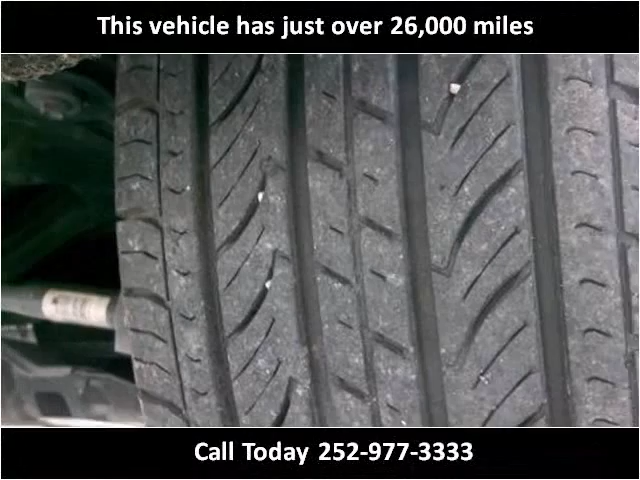 This vehicle has just over 26,000 miles
Call Today 252-977-3333